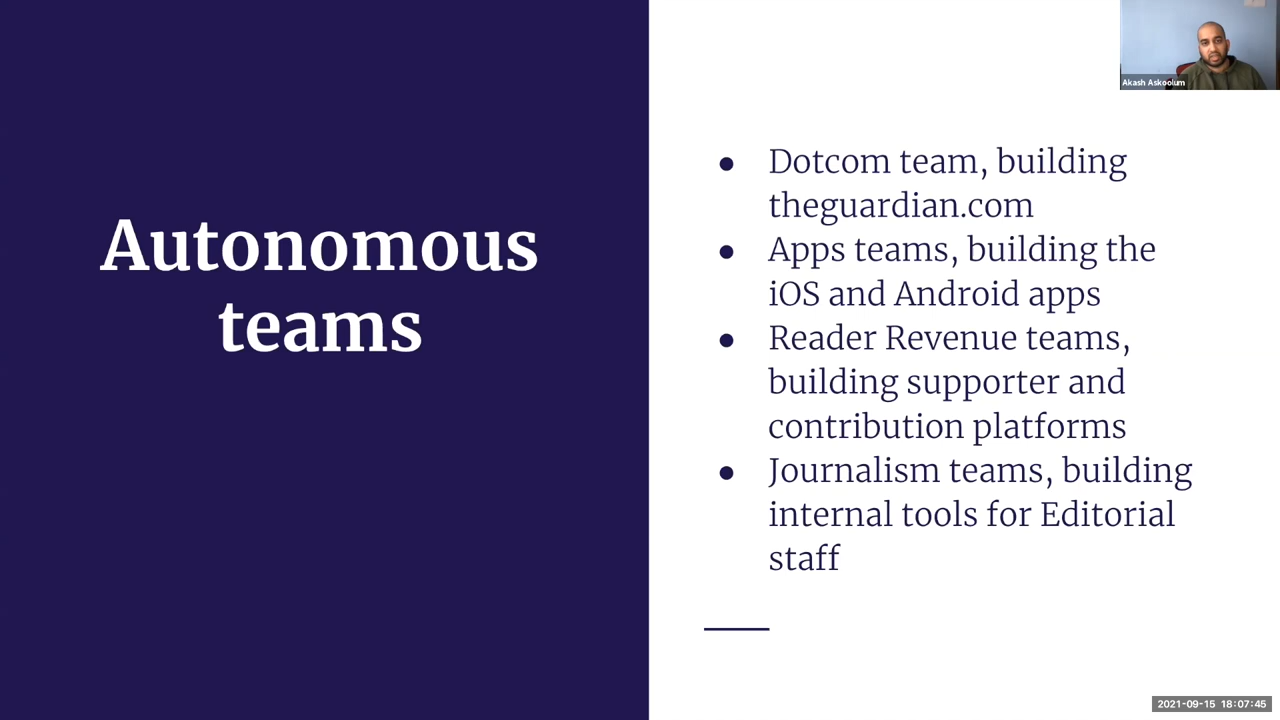 Autonomous
teams
Akash Askoolum
● Dotcom team, building
theguardian.com
● Apps teams, building the
iOS and Android apps
● Reader Revenue teams,
building supporter and
contribution platforms
● Journalism teams, building
internal tools for Editorial
staff
2021-09-15 18:07:45